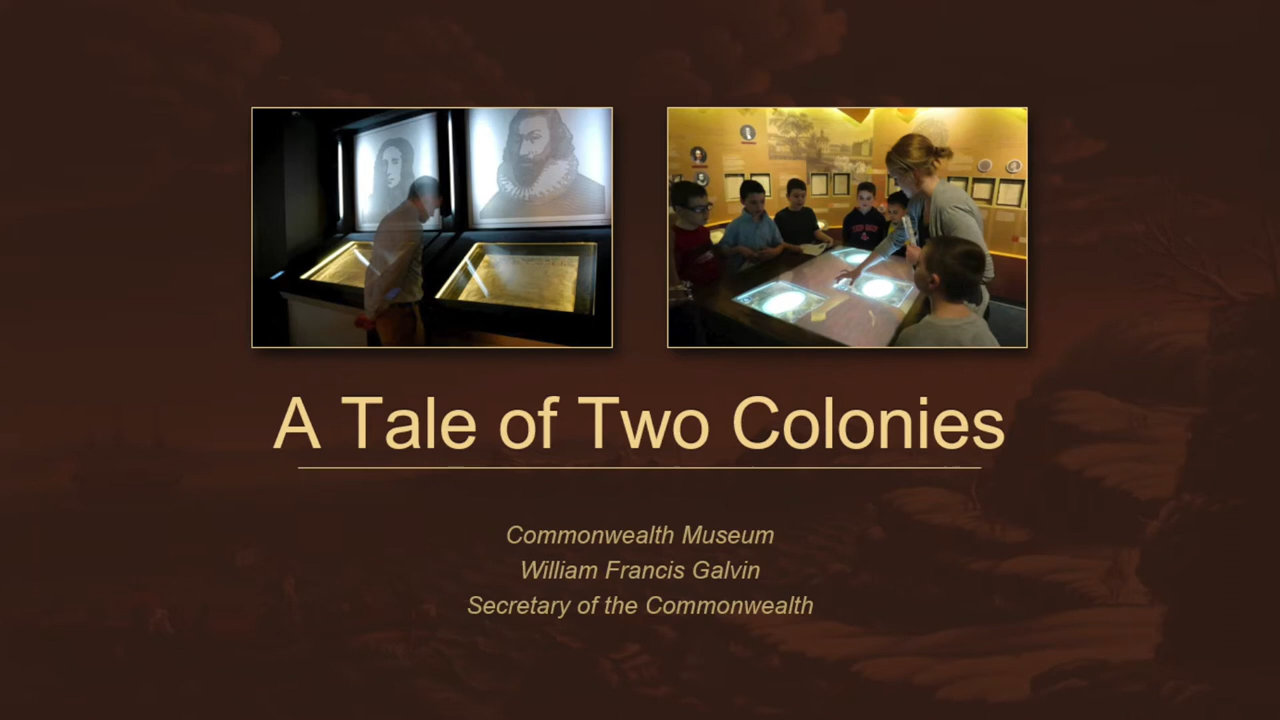 A Tale of Two Colonies
Commonwealth Museum
William Francis Galvin
Secretary of the Commonwealth